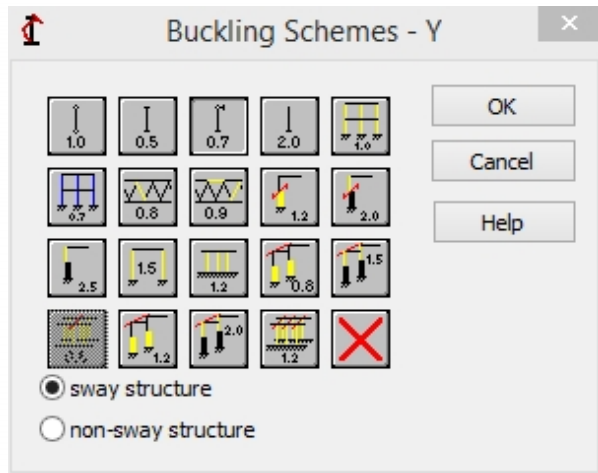 Buckling Schemes - Y
1.0 0.5 0.7 2.0 1.0
0.7 0.8 0.9 1.2 2.0
2.5 1.5 1.2 0.8 1.5
1.2 2.0 1.2
OK
Cancel
Help
sway structure
non-sway structure